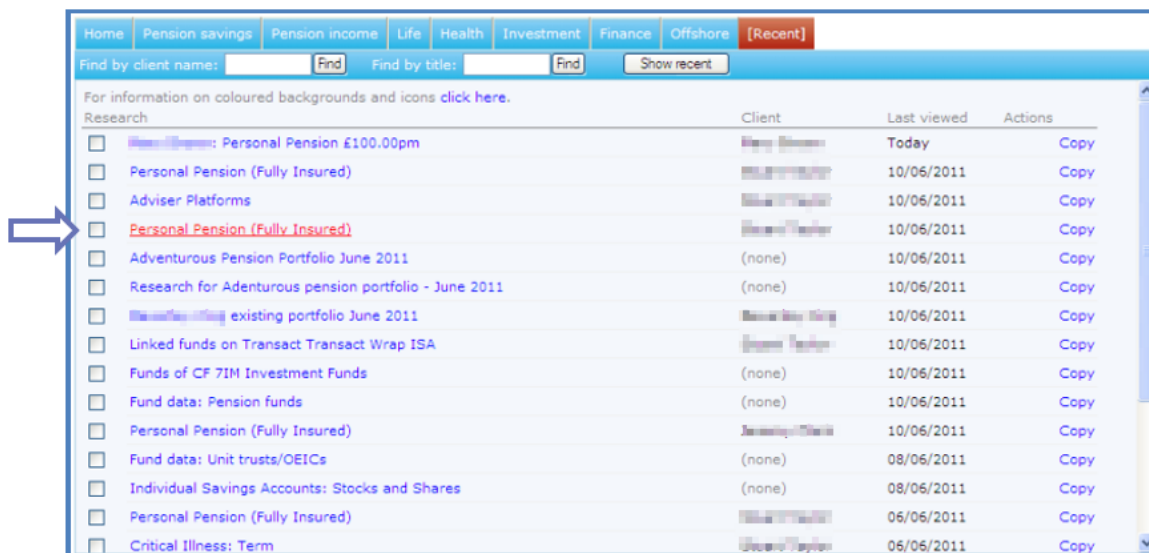 Home Pension savings Pension income Life Health Investment Finance Offshore [Recent]
Find by client name: Find Find by title: Find Show recent
For information on coloured backgrounds and icons click here.
Research Client Last viewed Actions
: Personal Pension £100.00pm Today Copy
Personal Pension (Fully Insured) 10/06/2011 Copy
Adviser Platforms 10/06/2011 Copy
Personal Pension (Fully Insured) 10/06/2011 Copy
Adventurous Pension Portfolio June 2011 (none) 10/06/2011 Copy
Research for Adenturous pension portfolio - June 2011 (none) 10/06/2011 Copy
existing portfolio June 2011 10/06/2011 Copy
Linked funds on Transact Transact Wrap ISA 10/06/2011 Copy
Funds of CF 7IM Investment Funds (none) 10/06/2011 Copy
Fund data: Pension funds (none) 10/06/2011 Copy
Personal Pension (Fully Insured) 10/06/2011 Copy
Fund data: Unit trusts/OEICs (none) 08/06/2011 Copy
Individual Savings Accounts: Stocks and Shares (none) 08/06/2011 Copy
Personal Pension (Fully Insured) 06/06/2011 Copy
Critical Illness: Term 06/06/2011 Copy